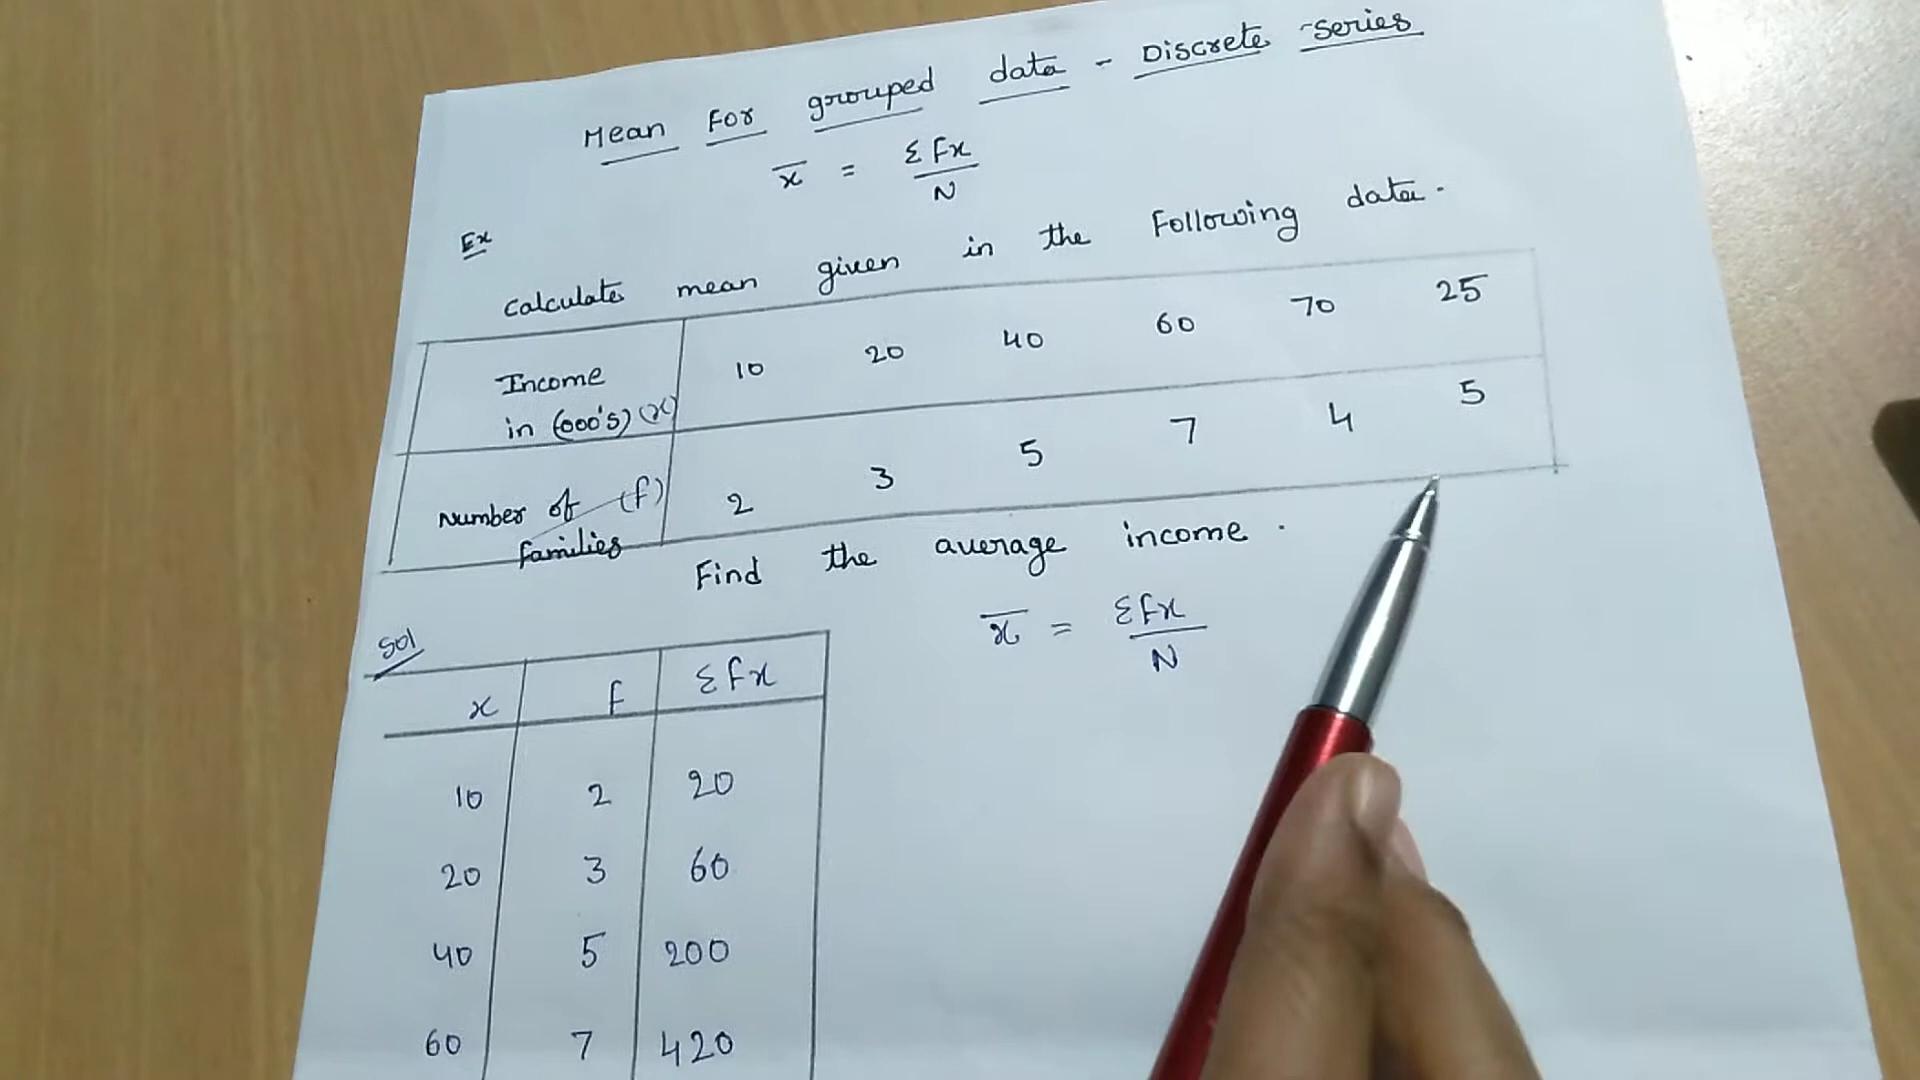 Mean For grouped data - Discrete series
x̄ = Σfx
N
Ex
Calculate mean given in the Following data.
Income in (000's) (x) 10 20 40 60 70 25
Number of (f) families 2 3 5 7 4 5
Find the average income.
x̄ = Σfx
N
Sol
x f Σfx
10 2 20
20 3 60
40 5 200
60 7 420